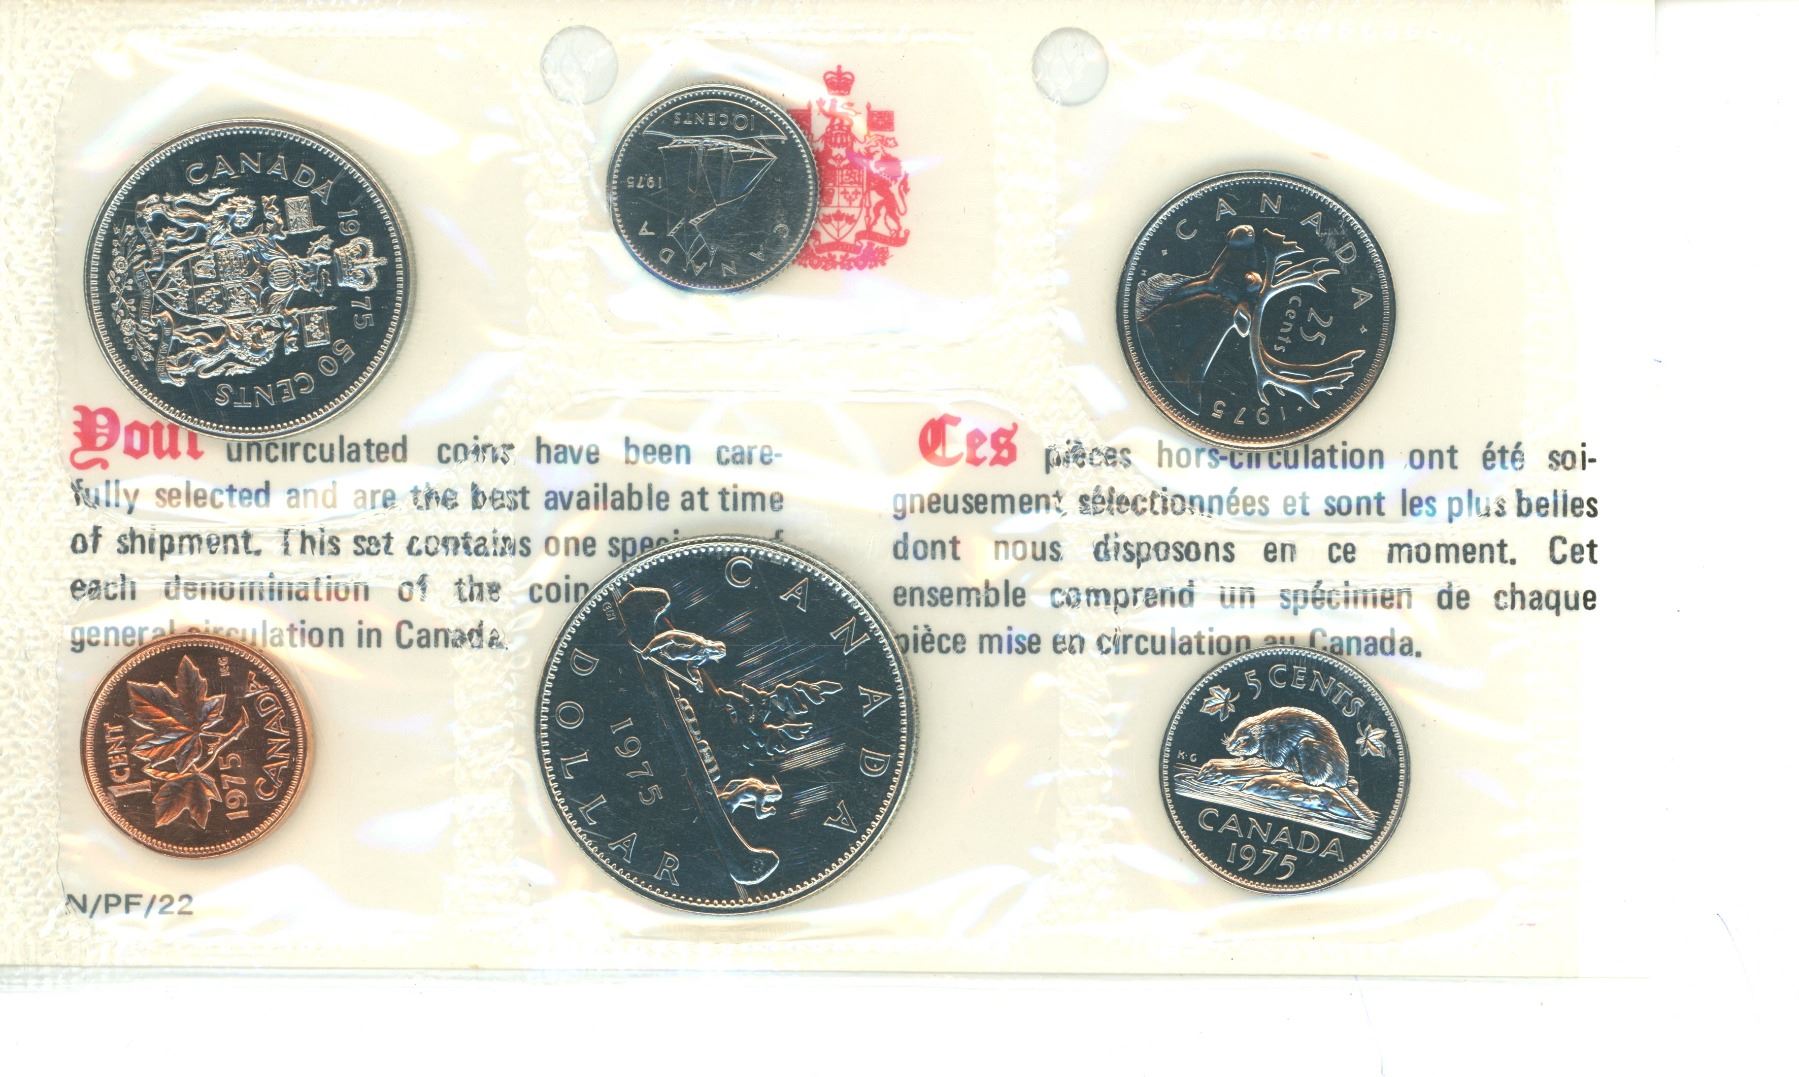 CANADA
1975
50 CENTS
10 CENTS
1975
CANADA
CANADA
25
cents
1975
Your uncirculated coins have been care-
fully selected and are the best available at time
of shipment. This set contains one specimen of
each denomination of the coin
general circulation in Canada.
Ces pièces hors-circulation ont été soi-
gneusement sélectionnées et sont les plus belles
dont nous disposons en ce moment. Cet
ensemble comprend un spécimen de chaque
pièce mise en circulation au Canada.
1 CENT
1975
CANADA
KG
CANADA
1975
DOLLAR
5 CENTS
K·G
CANADA
1975
N/PF/22